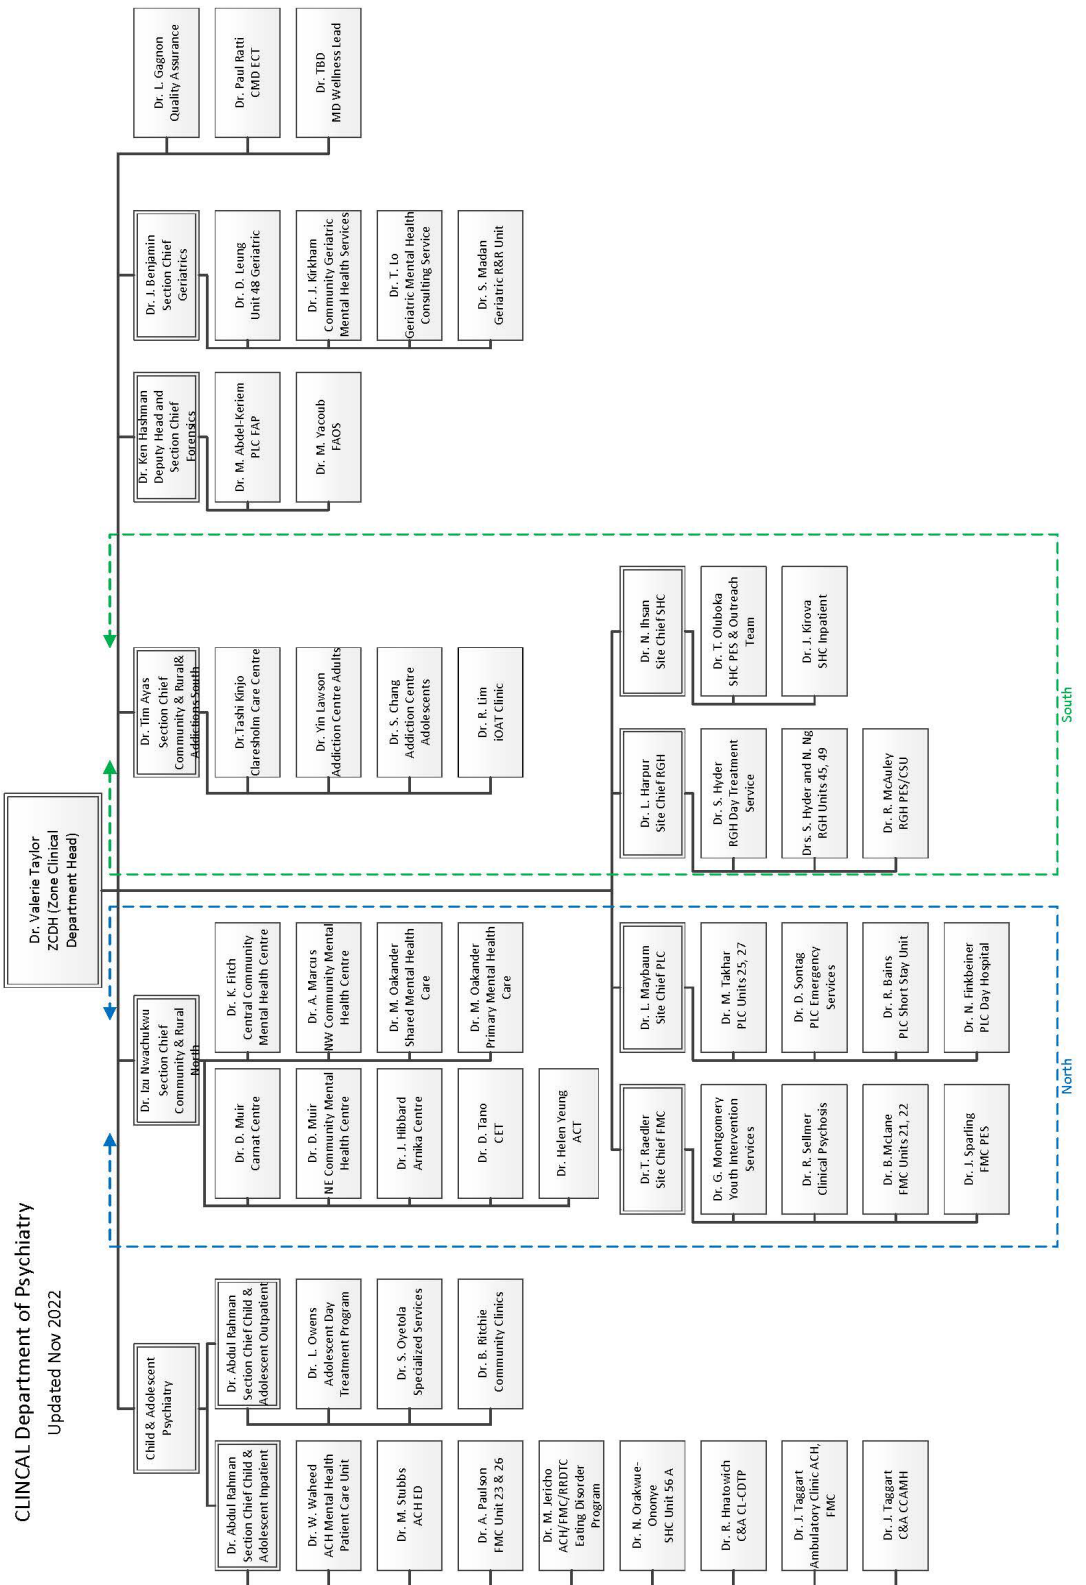 CLINCAL Department of Psychiatry
Updated Nov 2022
Dr. Valerie Taylor
ZCDH (Zone Clinical
Department Head)
Child & Adolescent
Psychiatry
Dr. Abdul Rahman
Section Chief Child &
Adolescent Inpatient
Dr. W. Waheed
ACH Mental Health
Patient Care Unit
Dr. M. Stubbs
ACH ED
Dr. A. Paulson
FMC Unit 23 & 26
Dr. M. Jericho
ACH/FMC/RRDTC
Eating Disorder
Program
Dr. N. Orakwue-
Ononye
SHC Unit 56 A
Dr. R. Hnatowich
C&A CL-CDTP
Dr. J. Taggart
Ambulatory Clinic ACH,
FMC
Dr. J. Taggart
C&A CCAMH
Dr. Abdul Rahman
Section Chief Child &
Adolescent Outpatient
Dr. L. Owens
Adolescent Day
Treatment Program
Dr. S. Oyetola
Specialized Services
Dr. B. Ritchie
Community Clinics
Dr. Izu Nwachukwu
Section Chief
Community & Rural
North
Dr. D. Muir
Carnat Centre
Dr. D. Muir
NE Community Mental
Health Centre
Dr. J. Hibbard
Arnika Centre
Dr. D. Tano
CET
Dr. Helen Yeung
ACT
Dr. K. Fitch
Central Community
Mental Health Centre
Dr. A. Marcus
NW Community Mental
Health Centre
Dr. M. Oakander
Shared Mental Health
Care
Dr. M. Oakander
Primary Mental Health
Care
Dr. Tim Ayas
Section Chief
Community & Rural&
Addictions South
Dr.Tashi Kinjo
Claresholm Care Centre
Dr. Yin Lawson
Addiction Centre Adults
Dr. S. Chang
Addiction Centre
Adolescents
Dr. R. Lim
iOAT Clinic
Dr. Ken Hashman
Deputy Head and
Section Chief
Forensics
Dr. M. Abdel-Keriem
PLC FAP
Dr. M. Yacoub
FAOS
Dr. J. Benjamin
Section Chief
Geriatrics
Dr. D. Leung
Unit 48 Geriatric
Dr. J. Kirkham
Community Geriatric
Mental Health Services
Dr. T. Lo
Geriatric Mental Health
Consulting Service
Dr. S. Madan
Geriatric R&R Unit
Dr. L. Gagnon
Quality Assurance
Dr. Paul Ratti
CMD ECT
Dr. TBD
MD Wellness Lead
Dr.T. Raedler
Site Chief FMC
Dr. G. Montgomery
Youth Intervention
Services
Dr. R. Sellmer
Clinical Psychosis
Dr. B.McLane
FMC Units 21, 22
Dr. J. Sparling
FMC PES
Dr. L. Maybaum
Site Chief PLC
Dr. M. Takhar
PLC Units 25, 27
Dr. D. Sontag
PLC Emergency
Services
Dr. R. Bains
PLC Short Stay Unit
Dr. N. Finkbeiner
PLC Day Hospital
Dr. L. Harpur
Site Chief RGH
Dr. S. Hyder
RGH Day Treatment
Service
Drs. S. Hyder and N. Ng
RGH Units 45, 49
Dr. R. McAuley
RGH PES/CSU
Dr. N. Ihsan
Site Chief SHC
Dr. T. Oluboka
SHC PES & Outreach
Team
Dr. J. Kirova
SHC Inpatient
North
South